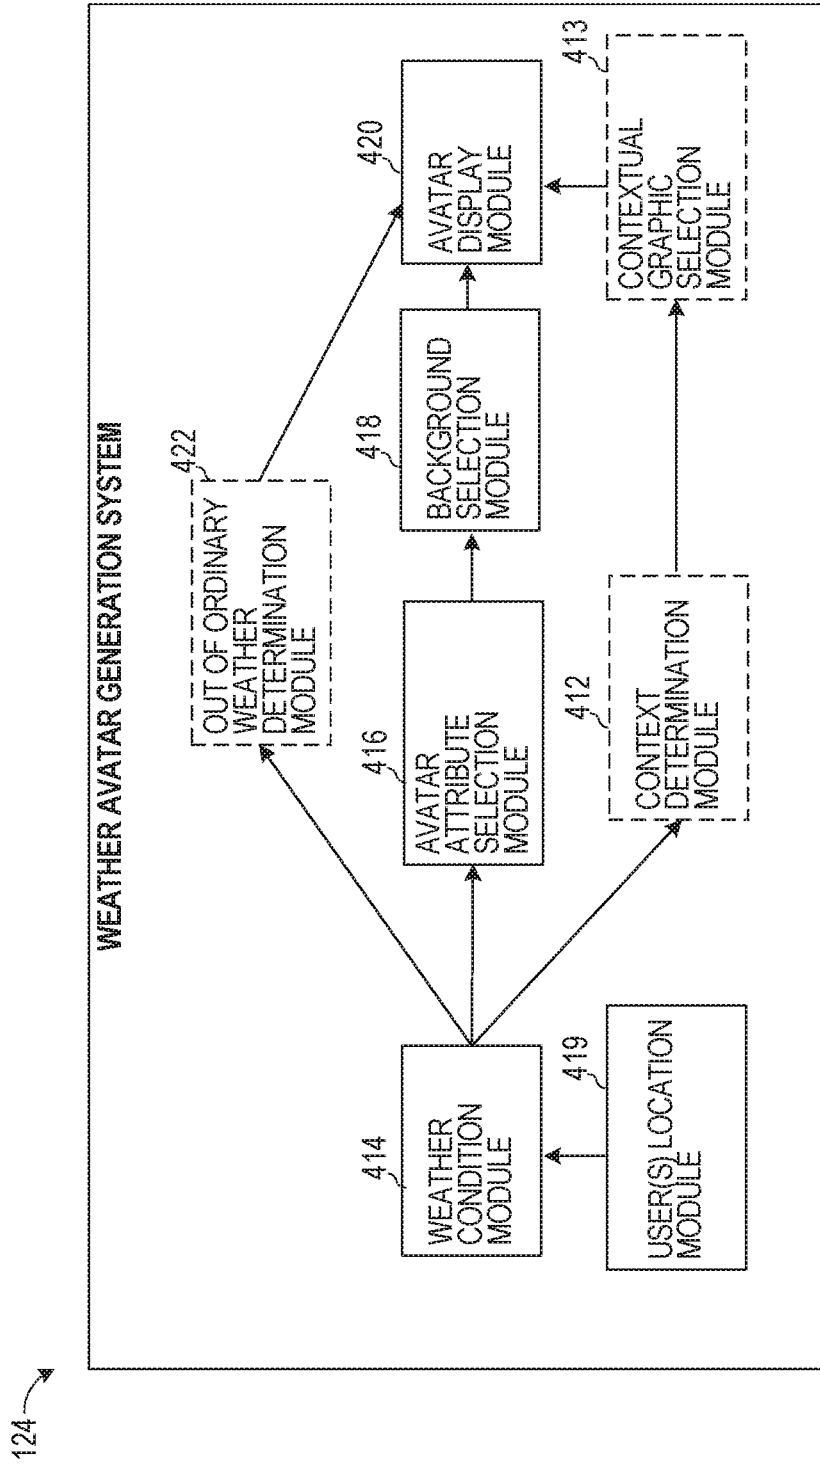 124
WEATHER AVATAR GENERATION SYSTEM
422
OUT OF ORDINARY
WEATHER
DETERMINATION
MODULE
414
WEATHER
CONDITION
MODULE
416
AVATAR
ATTRIBUTE
SELECTION
MODULE
418
BACKGROUND
SELECTION
MODULE
420
AVATAR
DISPLAY
MODULE
419
USER(S) LOCATION
MODULE
412
CONTEXT
DETERMINATION
MODULE
413
CONTEXTUAL
GRAPHIC
SELECTION
MODULE